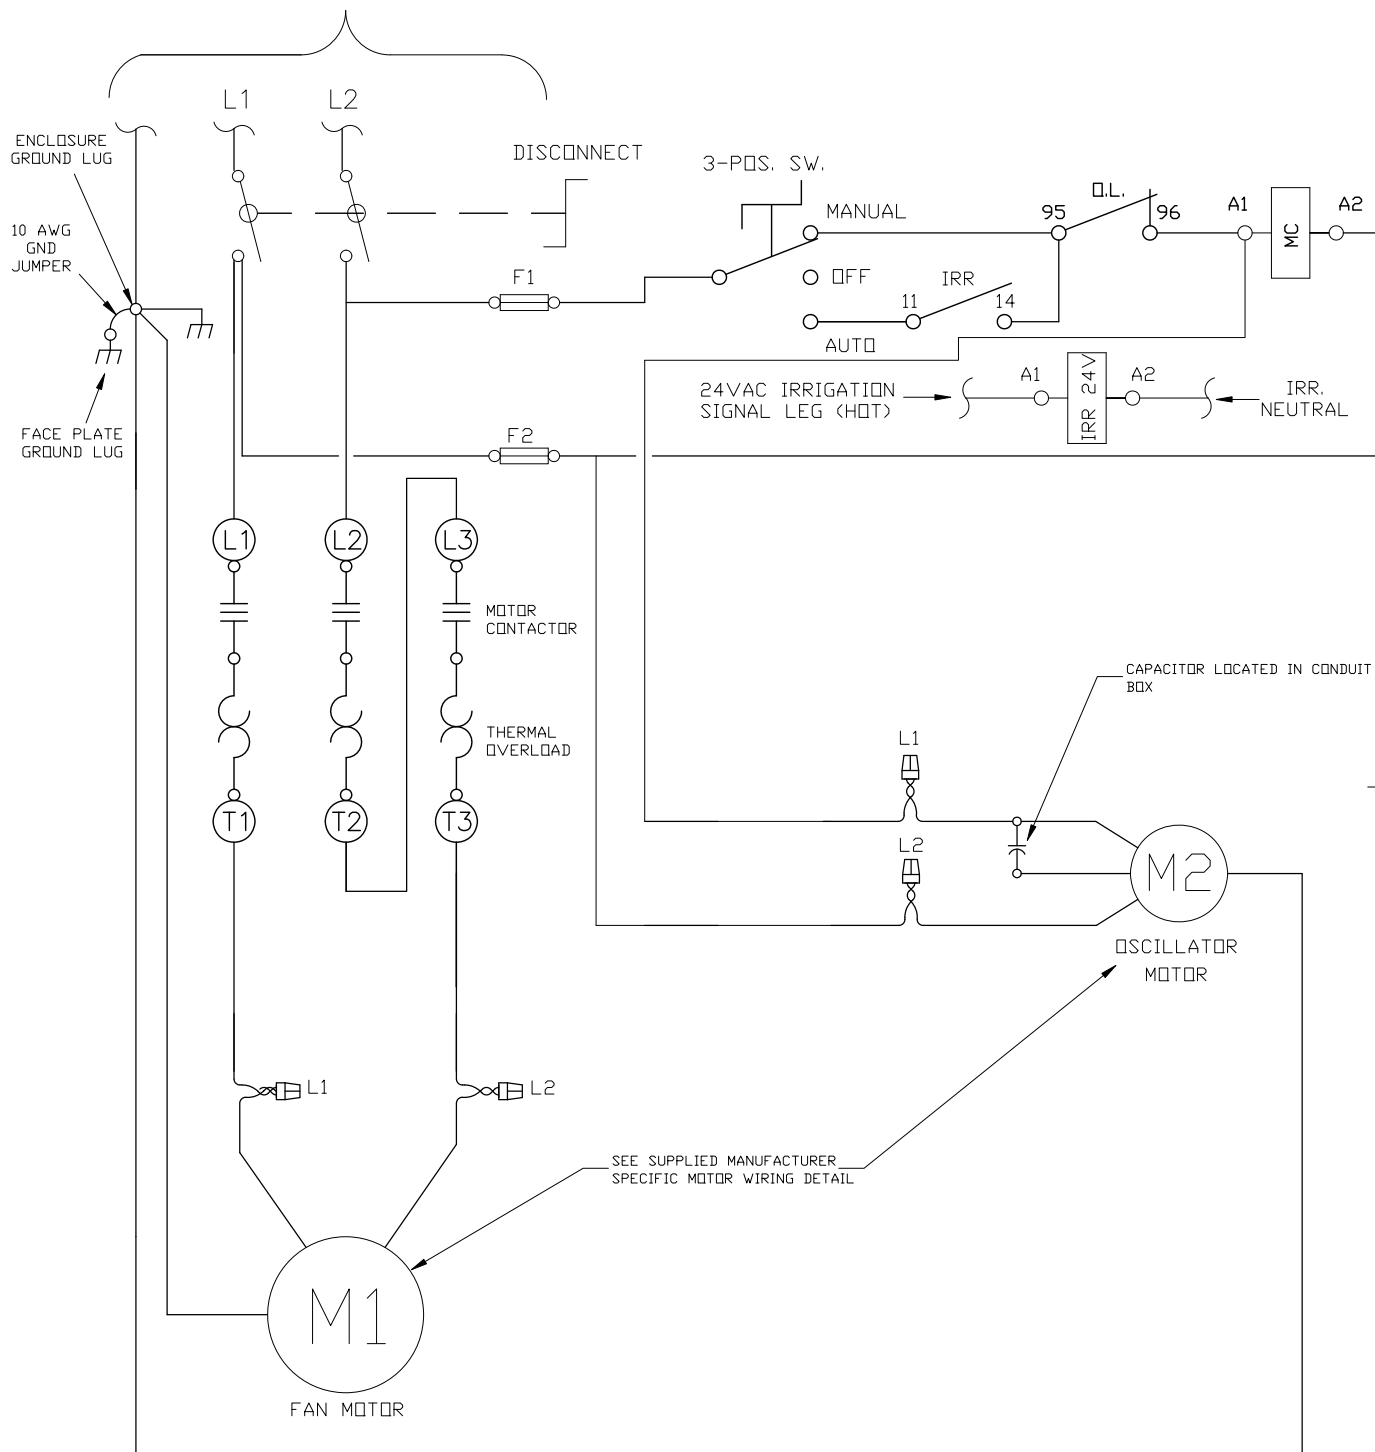 L1
L2
ENCLOSURE
GROUND LUG
DISCONNECT
3-POS. SW.
MANUAL
O.L.
95
96
A1
MC
A2
10 AWG
GND
JUMPER
F1
OFF
IRR
11
14
AUTO
24VAC IRRIGATION
SIGNAL LEG (HOT)
A1
IRR 24V
A2
IRR.
NEUTRAL
FACE PLATE
GROUND LUG
F2
L1
L2
L3
MOTOR
CONTACTOR
CAPACITOR LOCATED IN CONDUIT
BOX
THERMAL
OVERLOAD
L1
T1
T2
T3
L2
M2
OSCILLATOR
MOTOR
L1
L2
SEE SUPPLIED MANUFACTURER
SPECIFIC MOTOR WIRING DETAIL
M1
FAN MOTOR